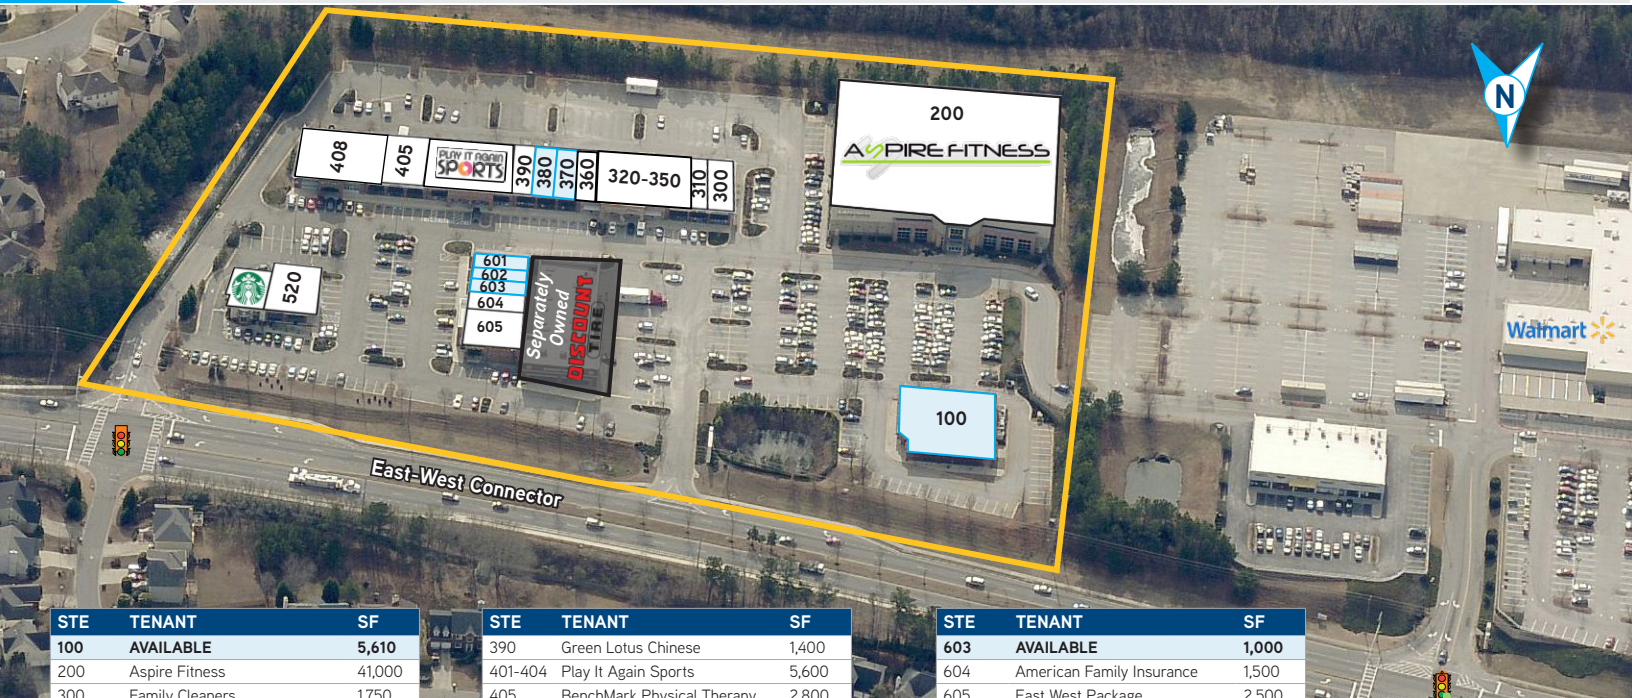 N
200
ASPIRE FITNESS
408
405
PLAY IT AGAIN
SPORTS
390
380
370
360
320-350
310
300
601
602
603
604
605
520
Separately
Owned
DISCOUNT
TIRE
Walmart
100
East-West Connector
STE TENANT SF
100 AVAILABLE 5,610
200 Aspire Fitness 41,000
300 Family Cleaners 1,750
STE TENANT SF
390 Green Lotus Chinese 1,400
401-404 Play It Again Sports 5,600
405 BenchMark Physical Therapy 2,800
STE TENANT SF
603 AVAILABLE 1,000
604 American Family Insurance 1,500
605 East West Package 2,500